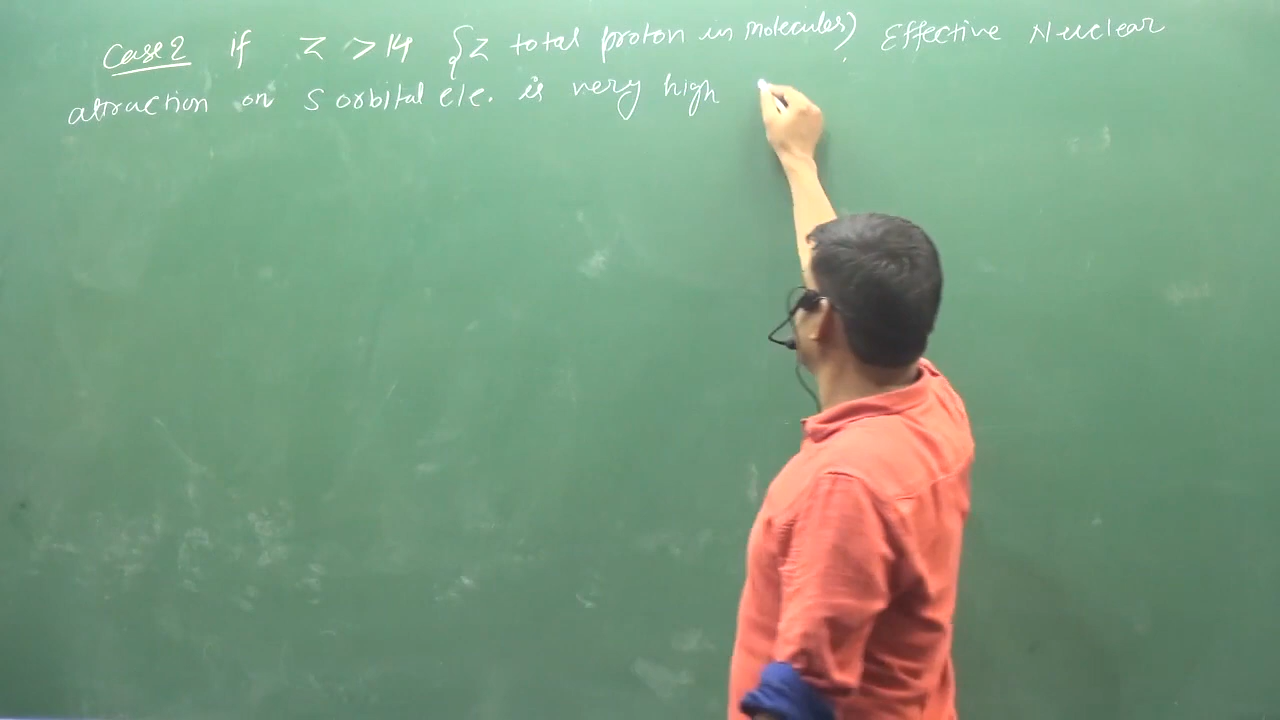 Case 2 if Z > 14 {Z total proton in molecules) Effective Nuclear
attraction on S orbital ele. is very high